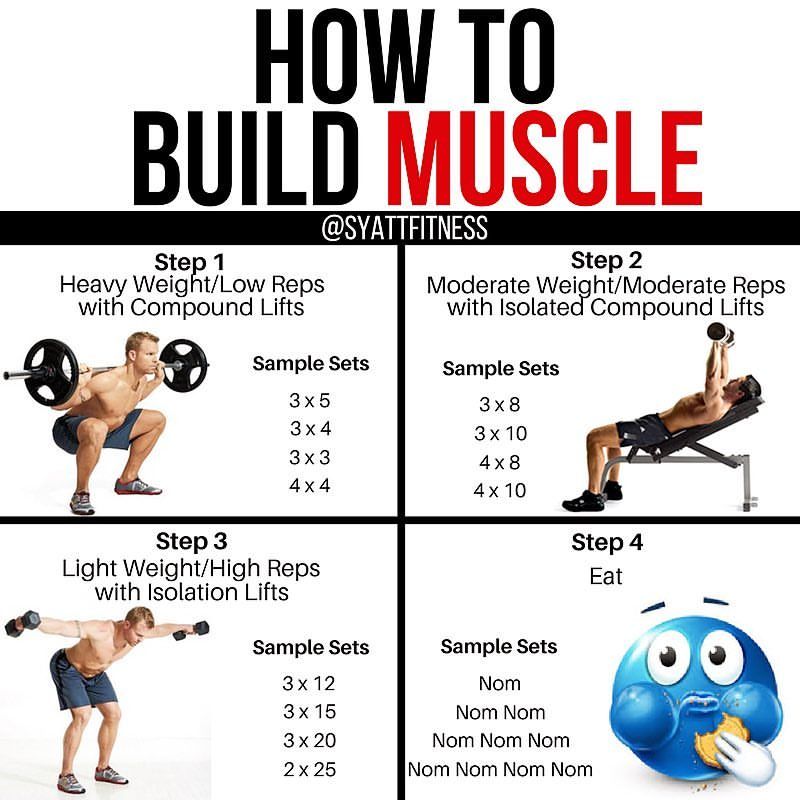 HOW TO
BUILD MUSCLE
@SYATTFITNESS
Step 1
Heavy Weight/Low Reps
with Compound Lifts
Sample Sets
3 x 5
3 x 4
3 x 3
4 x 4
Step 2
Moderate Weight/Moderate Reps
with Isolated Compound Lifts
Sample Sets
3 x 8
3 x 10
4 x 8
4 x 10
Step 3
Light Weight/High Reps
with Isolation Lifts
Sample Sets
3 x 12
3 x 15
3 x 20
2 x 25
Step 4
Eat
Sample Sets
Nom
Nom Nom
Nom Nom Nom
Nom Nom Nom Nom